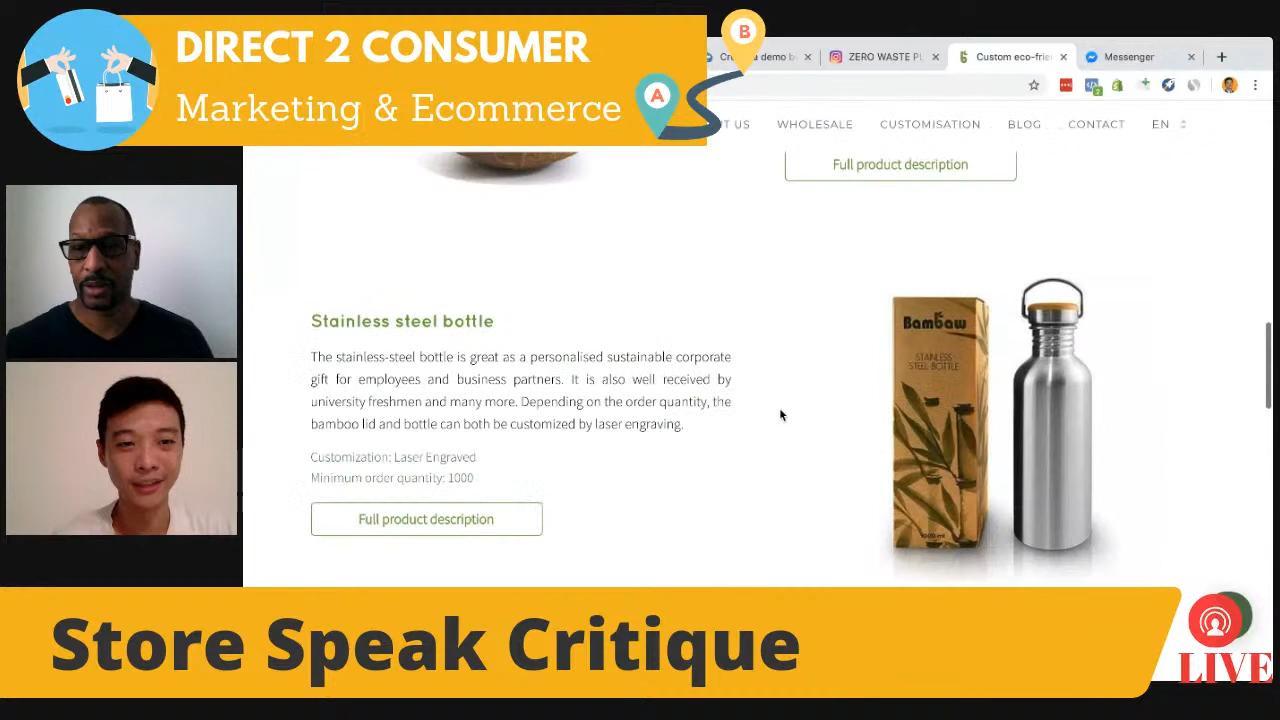 DIRECT 2 CONSUMER
Marketing & Ecommerce
A
B
ZERO WASTE PL
Custom eco-frie
Messenger
T US
WHOLESALE
CUSTOMISATION
BLOG
CONTACT
EN
Full product description
Stainless steel bottle
The stainless-steel bottle is great as a personalised sustainable corporate
gift for employees and business partners. It is also well received by
university freshmen and many more. Depending on the order quantity, the
bamboo lid and bottle can both be customized by laser engraving.
Customization: Laser Engraved
Minimum order quantity: 1000
Full product description
Bambaw
STAINLESS
STEEL BOTTLE
Store Speak Critique
LIVE